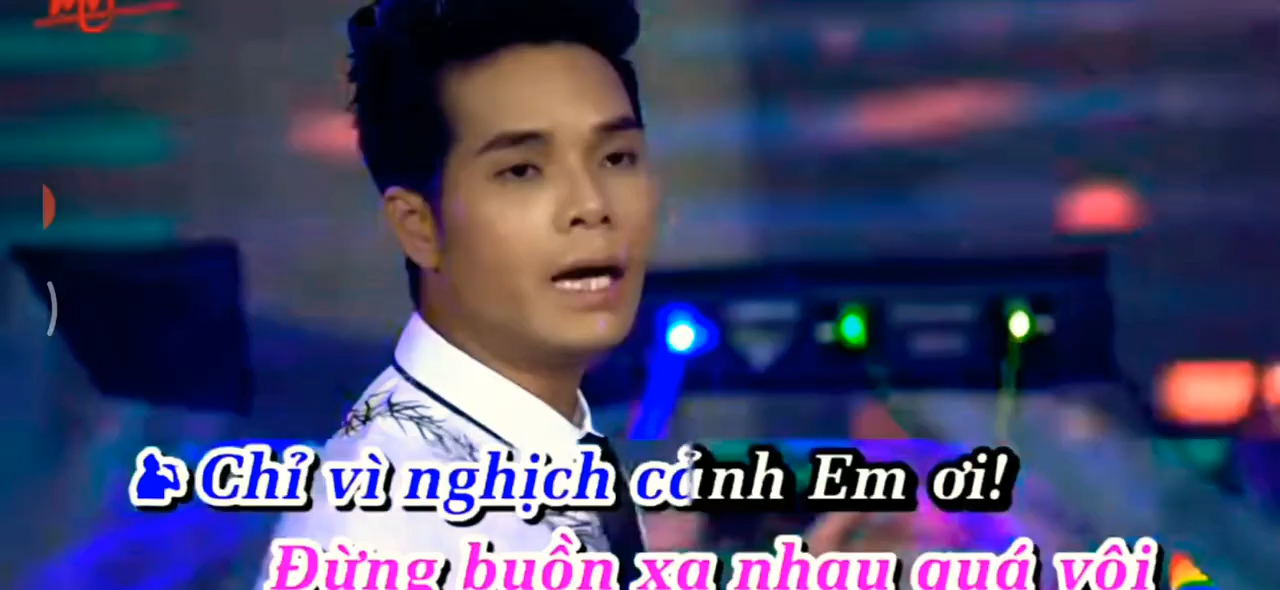 Chỉ vì nghịch cảnh Em ơi!
Đừng buồn xa nhau quá vội